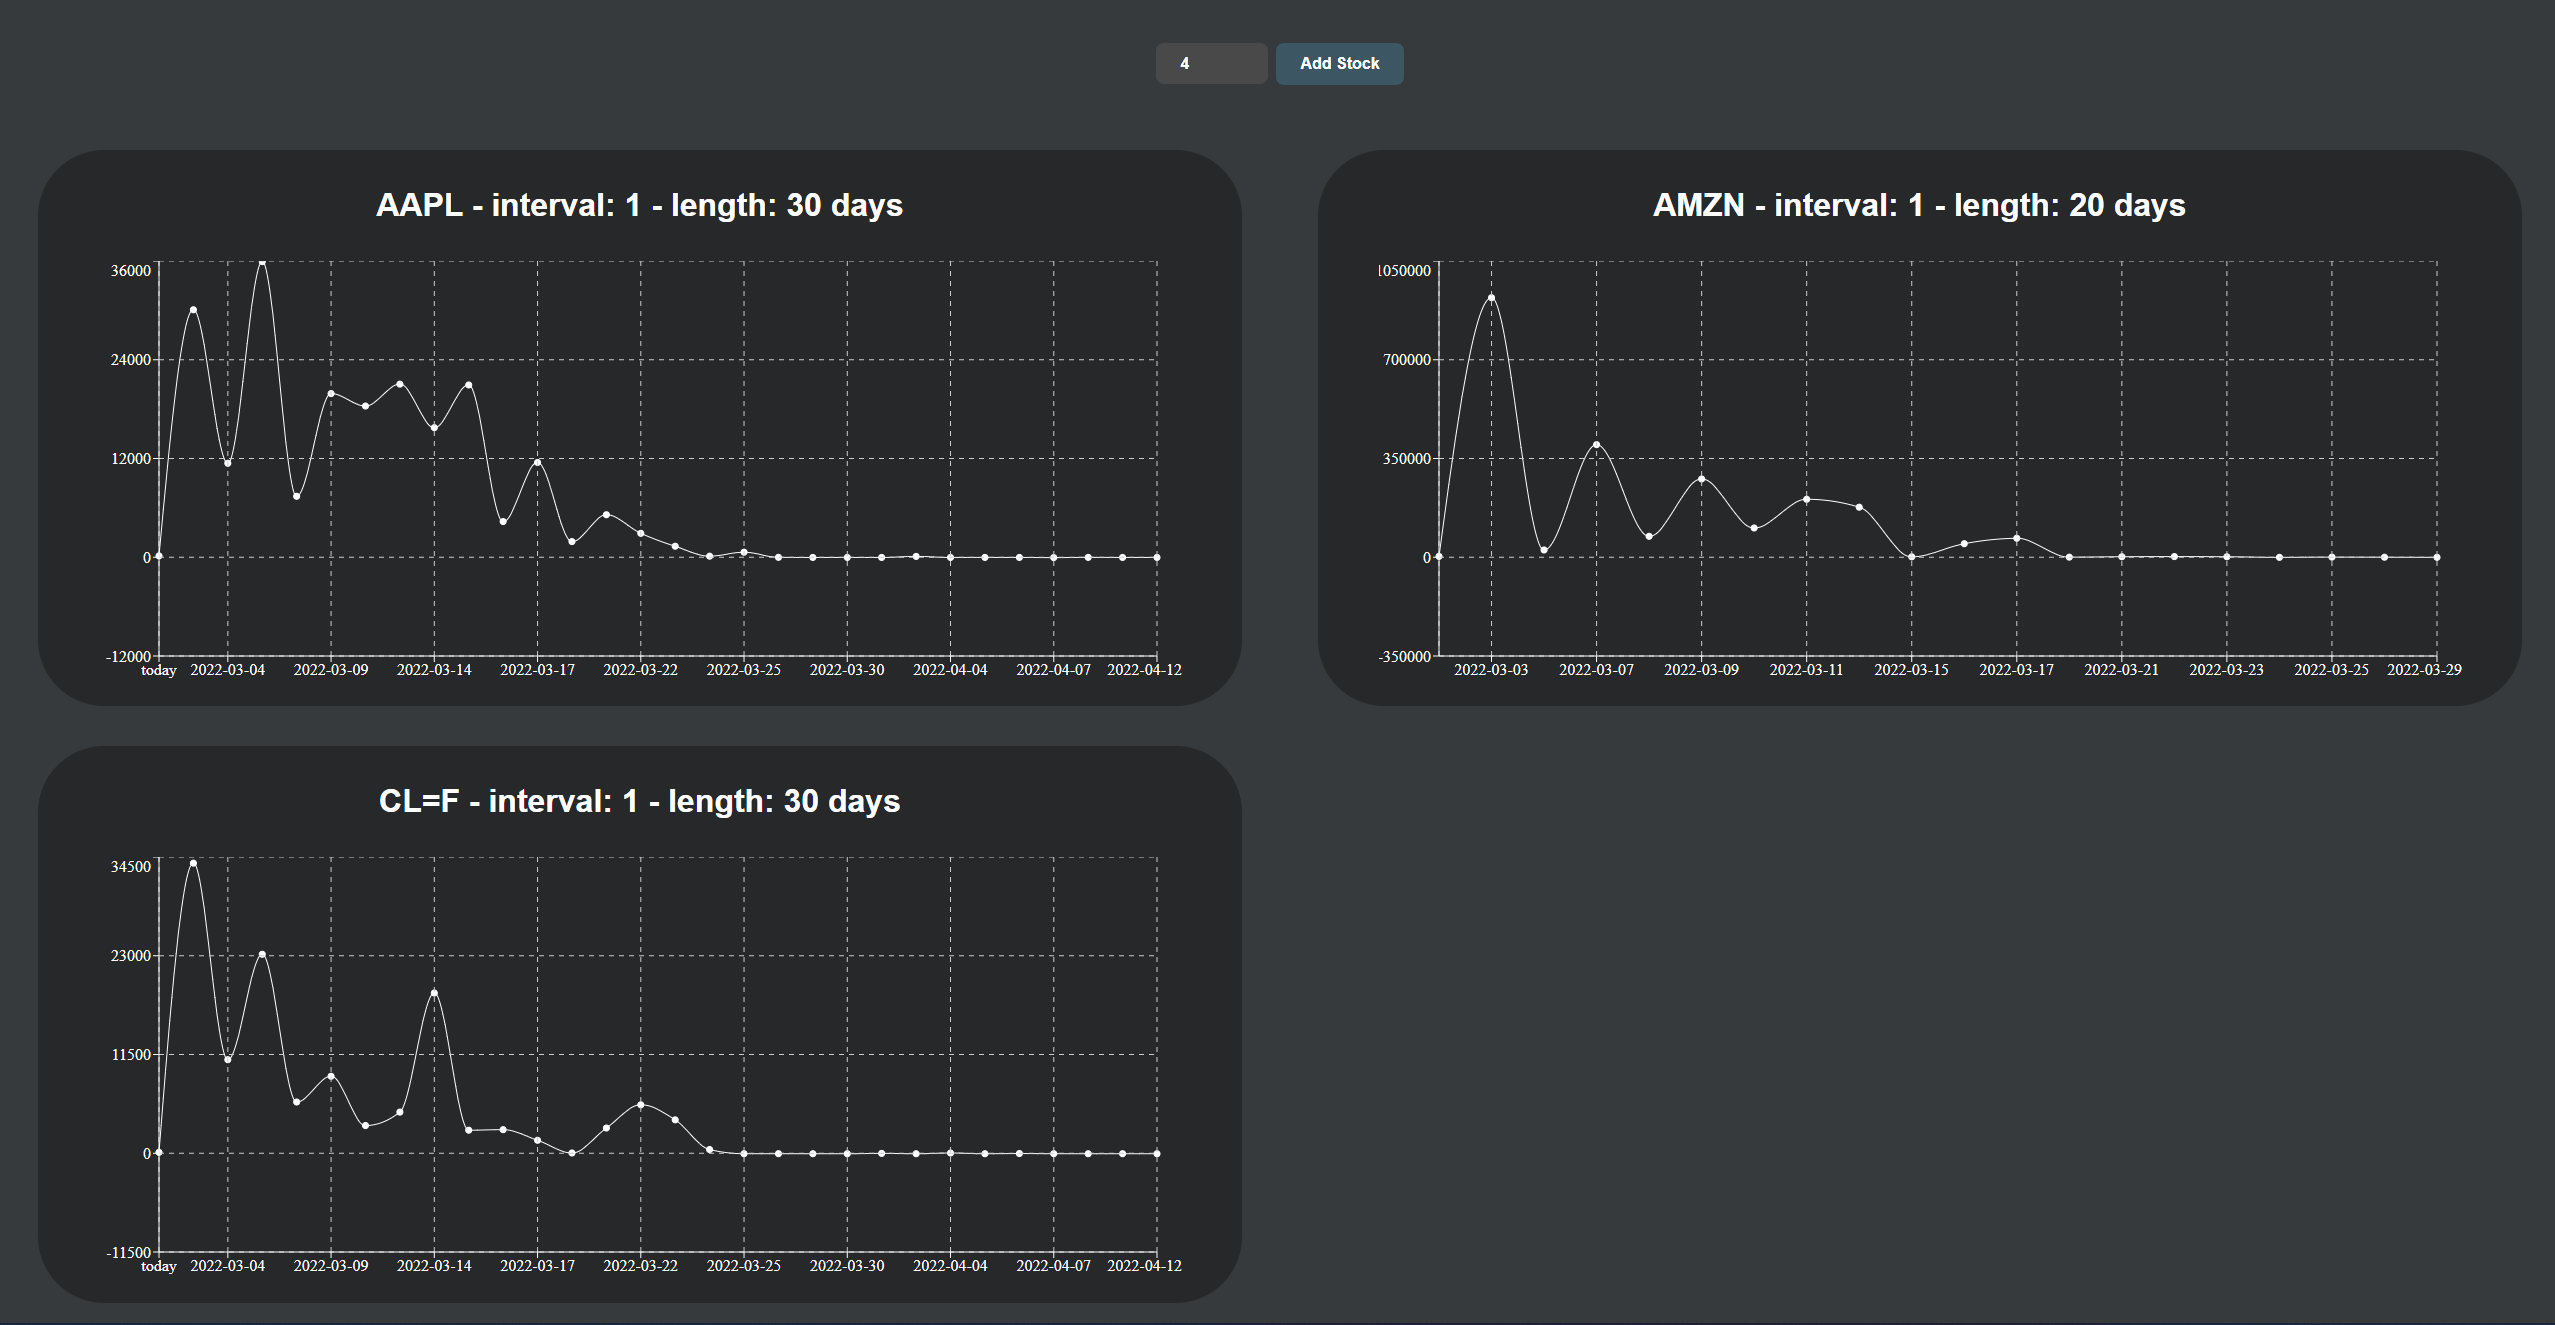 4
Add Stock
AAPL - interval: 1 - length: 30 days
36000
24000
12000
0
-12000
today 2022-03-04 2022-03-09 2022-03-14 2022-03-17 2022-03-22 2022-03-25 2022-03-30 2022-04-04 2022-04-07 2022-04-12
AMZN - interval: 1 - length: 20 days
1050000
700000
350000
0
-350000
2022-03-03 2022-03-07 2022-03-09 2022-03-11 2022-03-15 2022-03-17 2022-03-21 2022-03-23 2022-03-25 2022-03-29
CL=F - interval: 1 - length: 30 days
34500
23000
11500
0
-11500
today 2022-03-04 2022-03-09 2022-03-14 2022-03-17 2022-03-22 2022-03-25 2022-03-30 2022-04-04 2022-04-07 2022-04-12